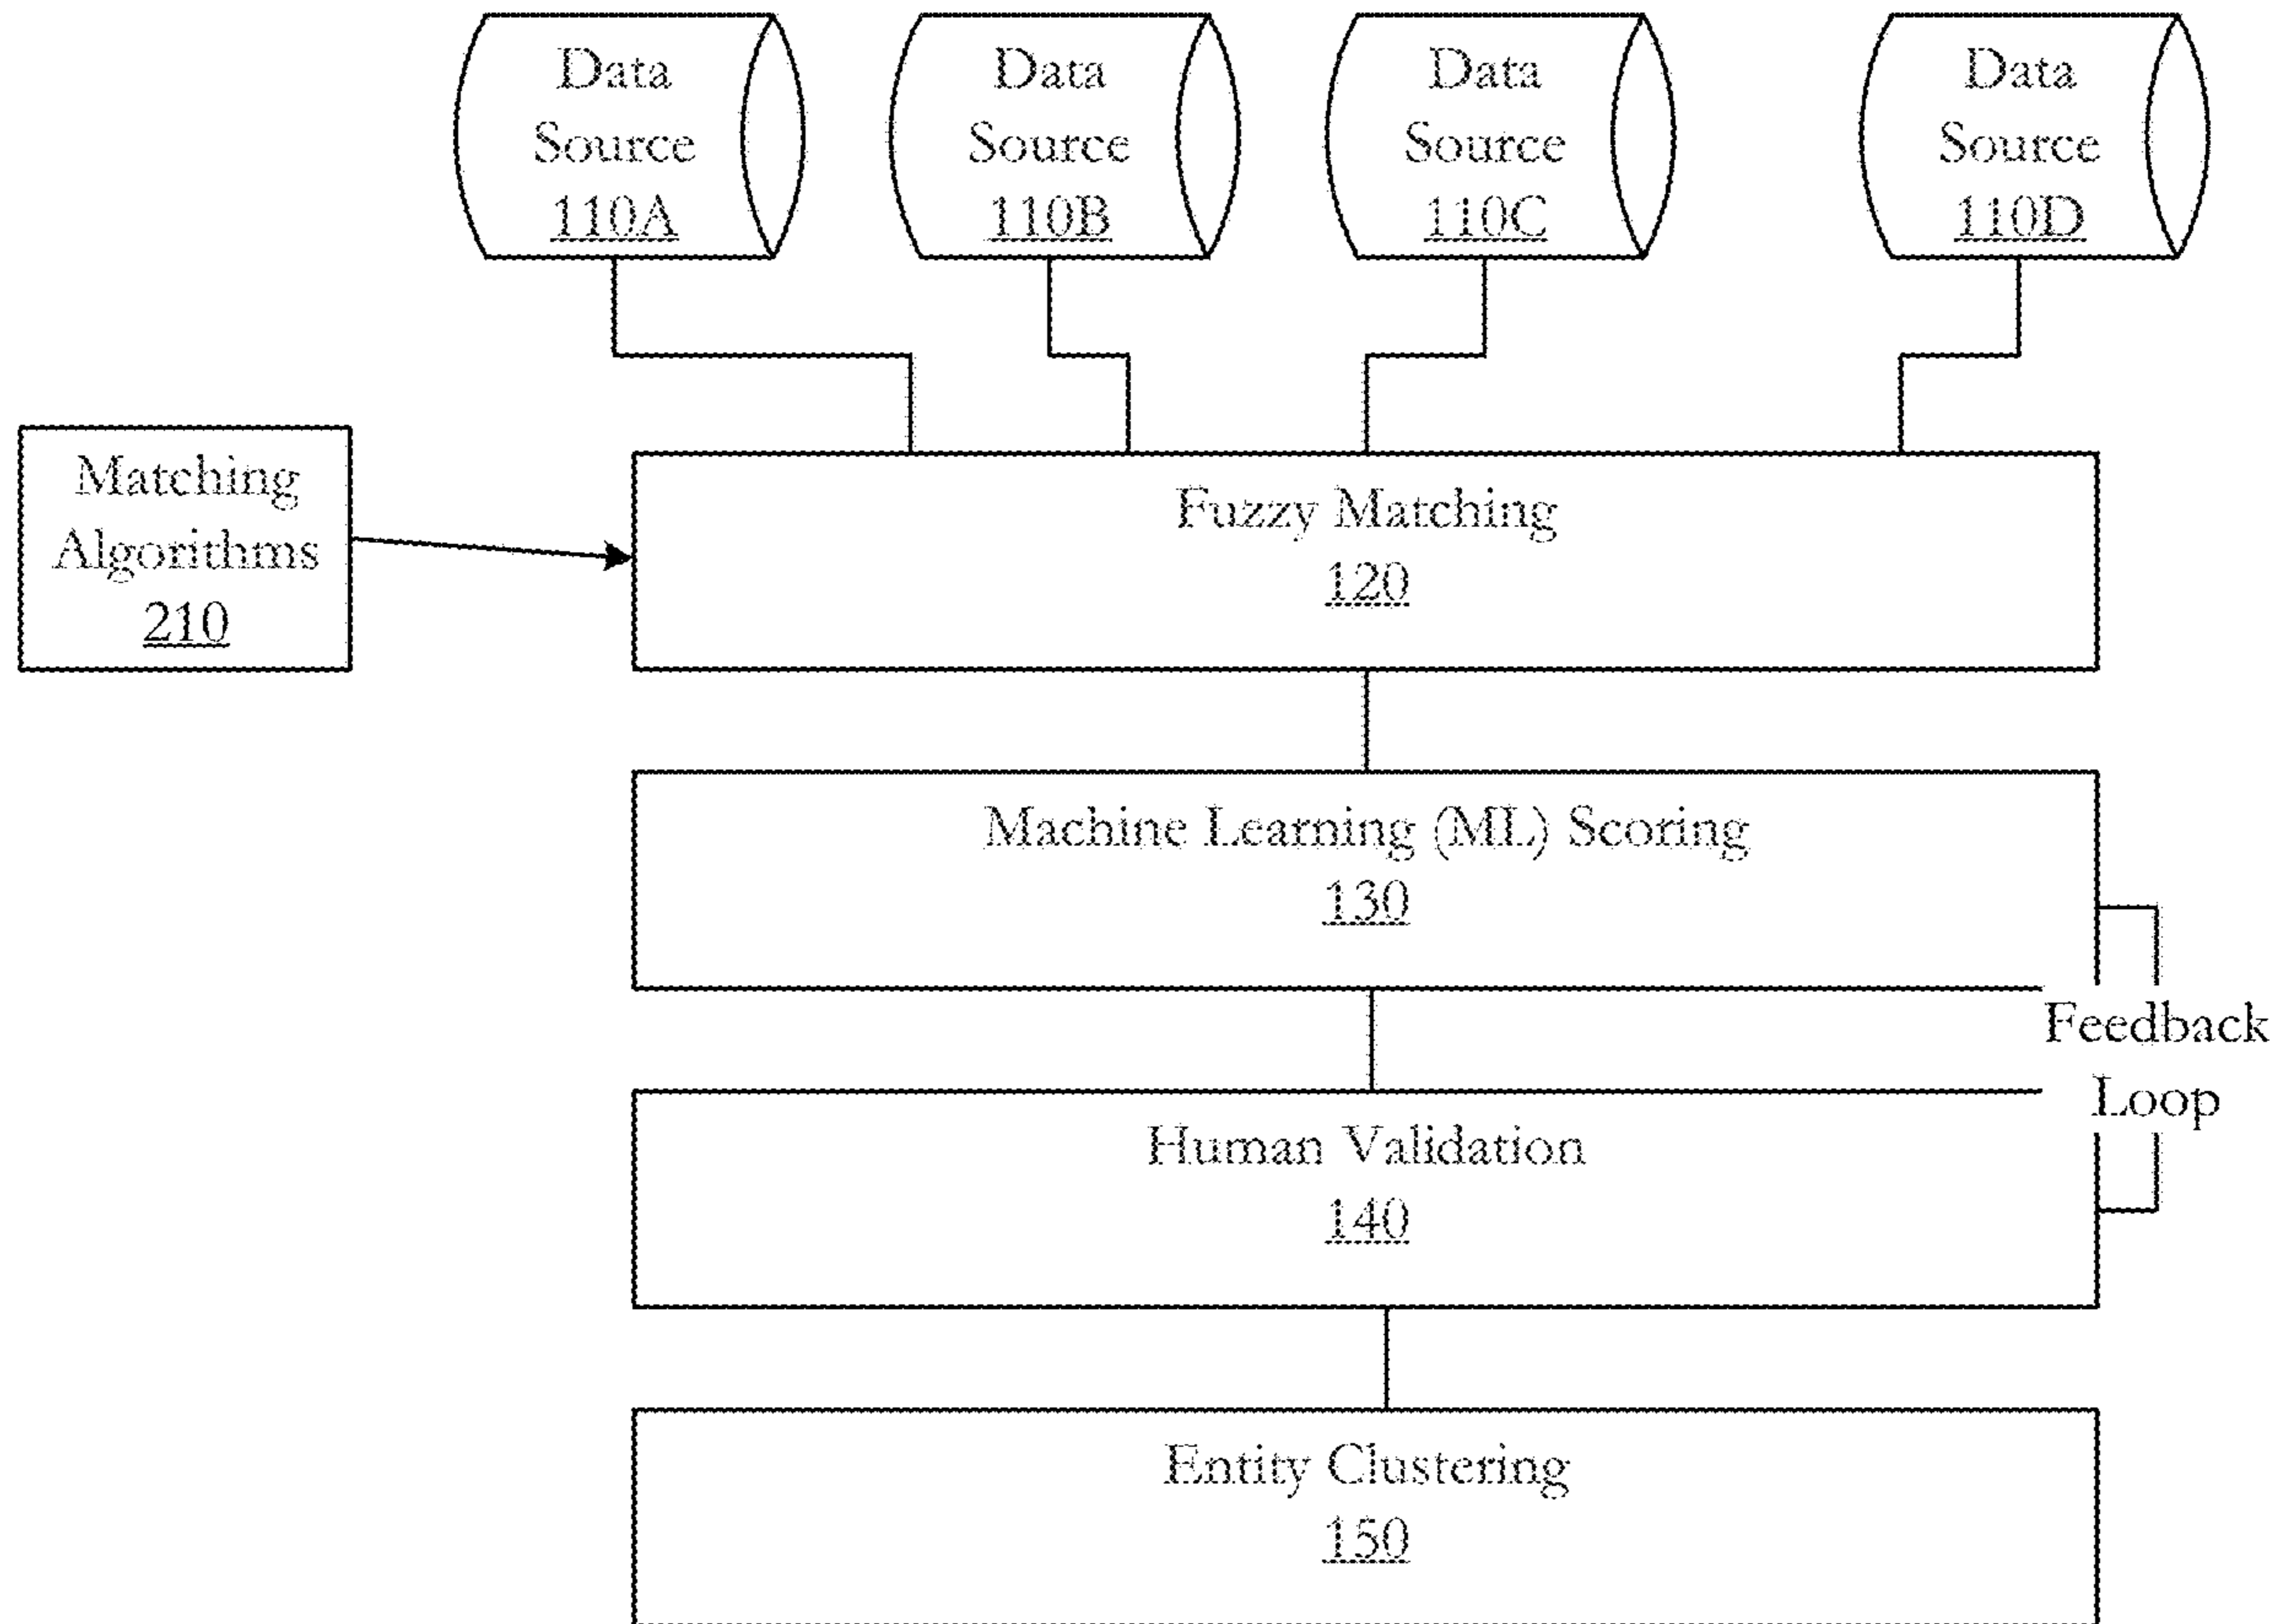 Data
Source
110A
Data
Source
110B
Data
Source
110C
Data
Source
110D
Matching
Algorithms
210
Fuzzy Matching
120
Machine Learning (ML) Scoring
130
Feedback
Loop
Human Validation
140
Entity Clustering
150